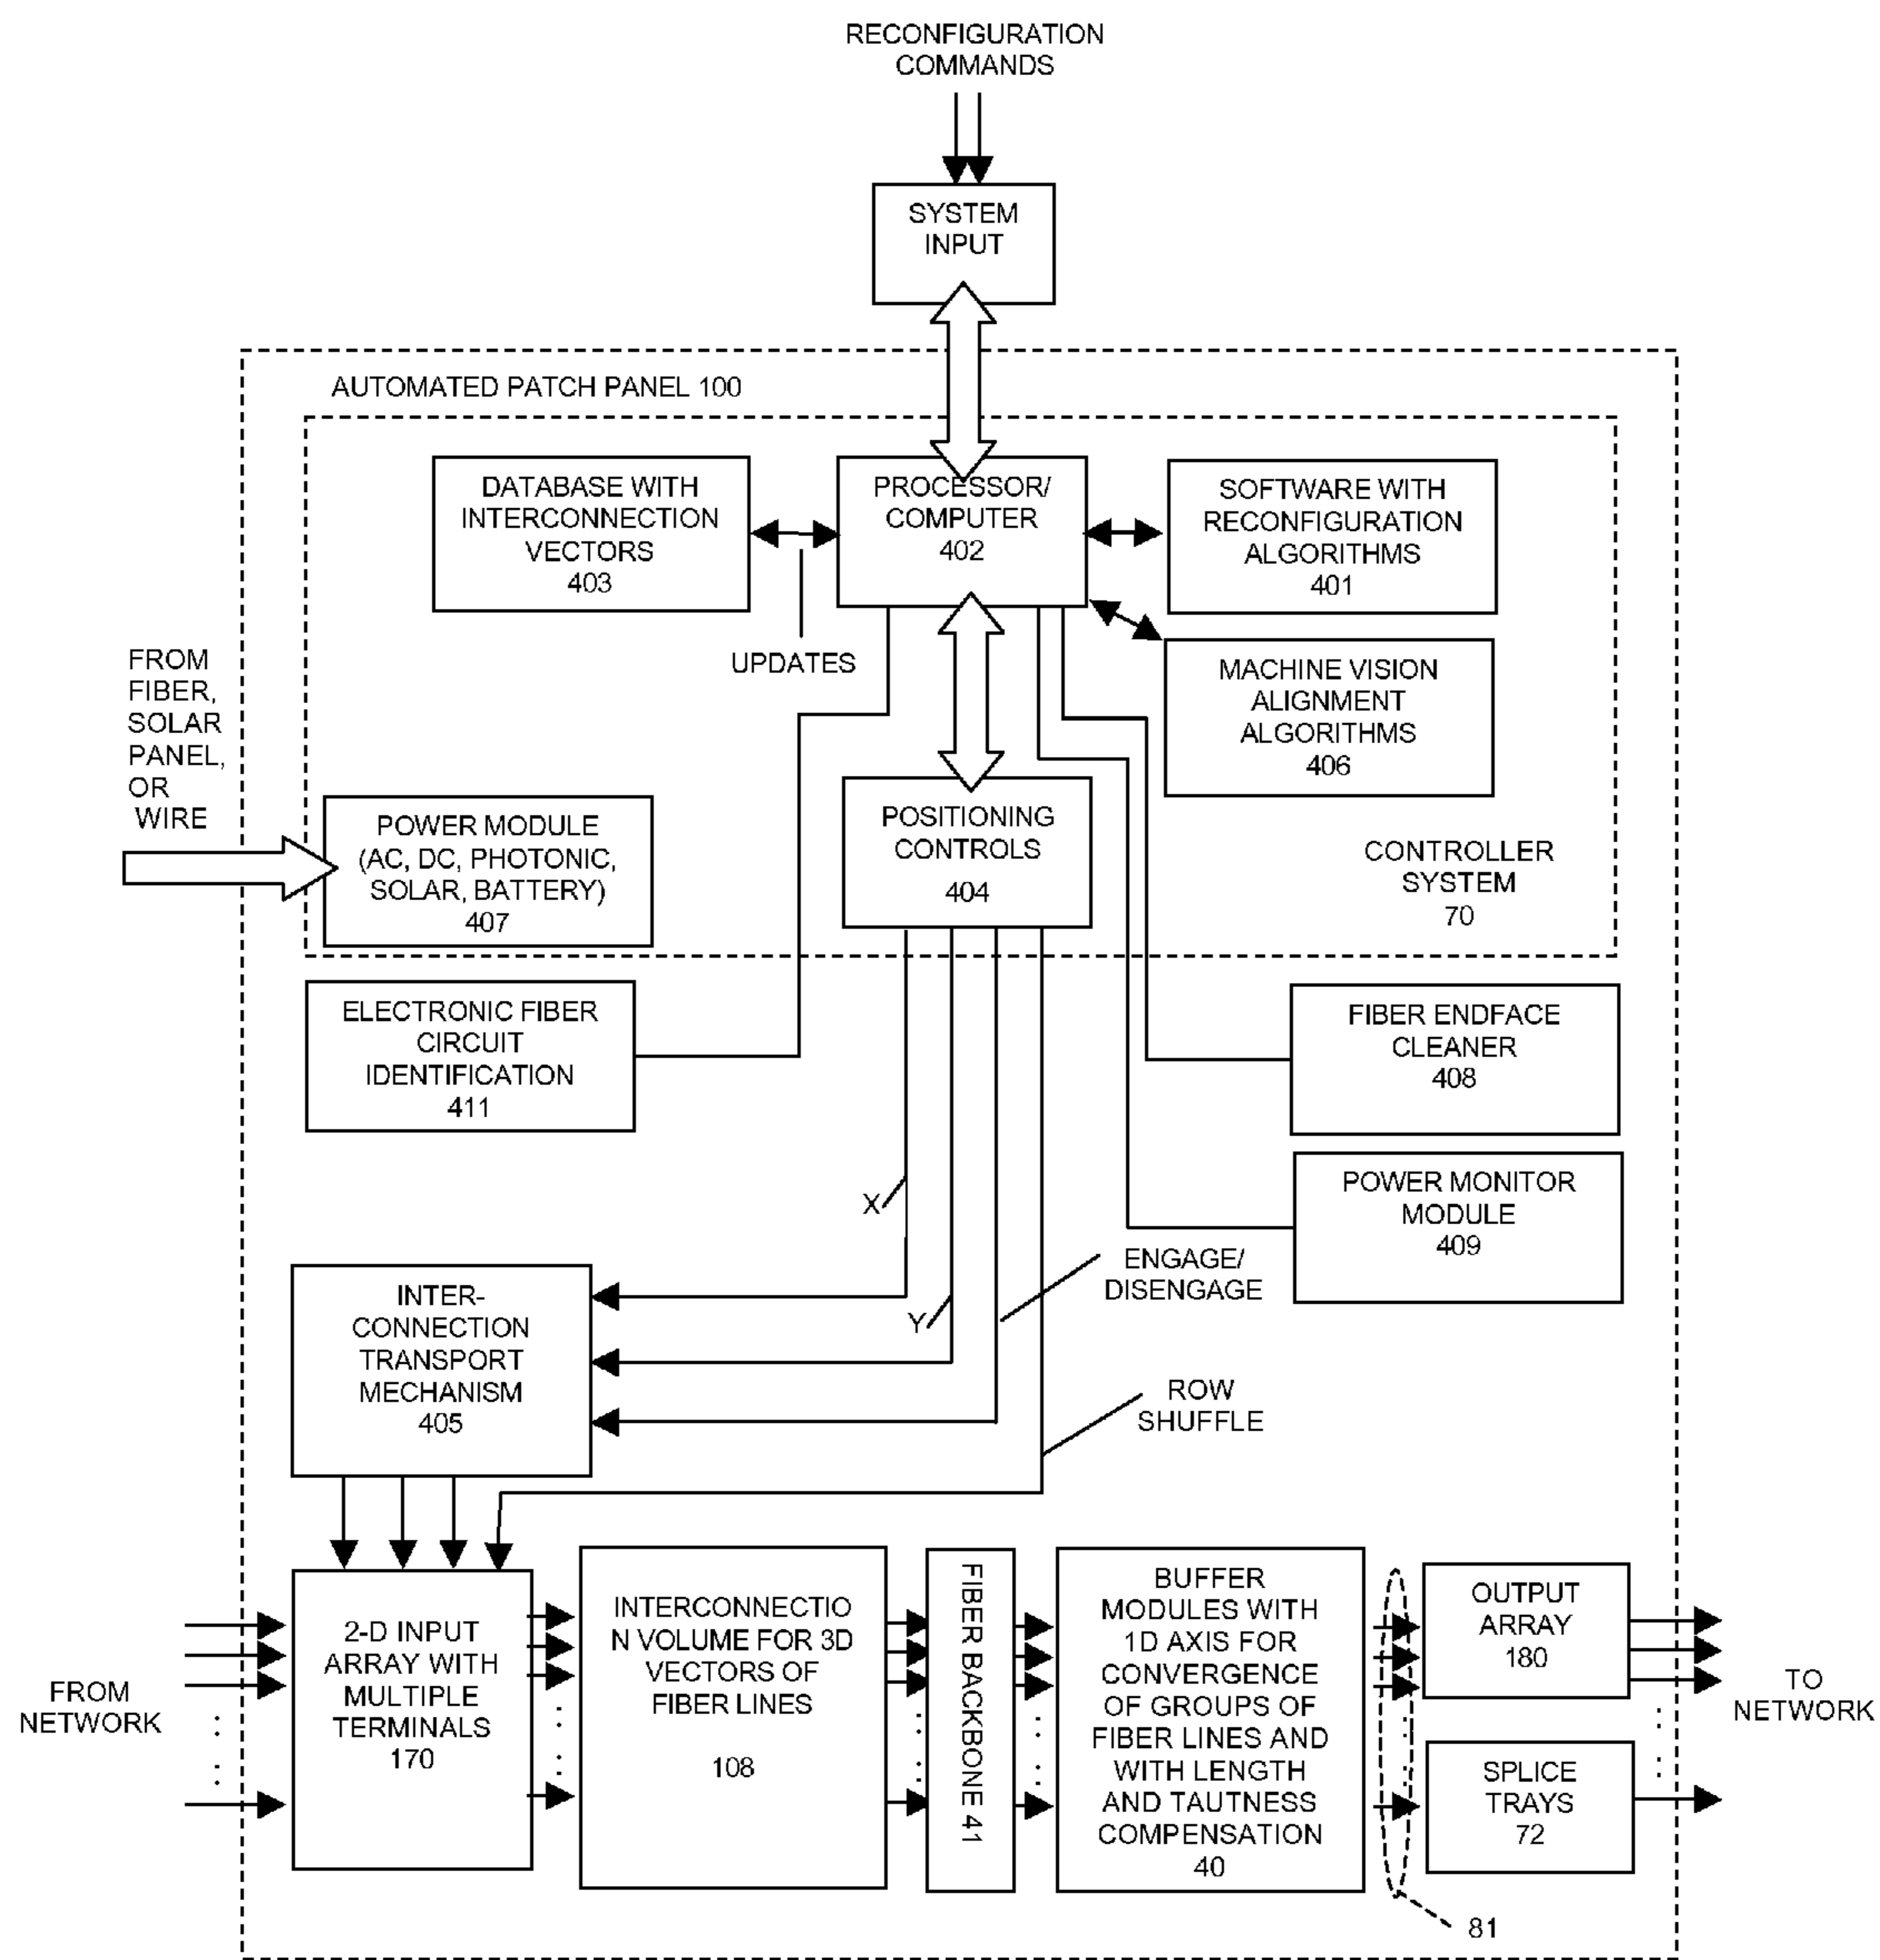 RECONFIGURATION
COMMANDS
SYSTEM
INPUT
AUTOMATED PATCH PANEL 100
DATABASE WITH
INTERCONNECTION
VECTORS
403
PROCESSOR/
COMPUTER
402
SOFTWARE WITH
RECONFIGURATION
ALGORITHMS
401
UPDATES
MACHINE VISION
ALIGNMENT
ALGORITHMS
406
FROM
FIBER,
SOLAR
PANEL,
OR
WIRE
POWER MODULE
(AC, DC, PHOTONIC,
SOLAR, BATTERY)
407
POSITIONING
CONTROLS
404
CONTROLLER
SYSTEM
70
ELECTRONIC FIBER
CIRCUIT
IDENTIFICATION
411
FIBER ENDFACE
CLEANER
408
POWER MONITOR
MODULE
409
X
Y
ENGAGE/
DISENGAGE
INTER-
CONNECTION
TRANSPORT
MECHANISM
405
ROW
SHUFFLE
FROM
NETWORK
2-D INPUT
ARRAY WITH
MULTIPLE
TERMINALS
170
INTERCONNECTIO
N VOLUME FOR 3D
VECTORS OF
FIBER LINES
108
FIBER BACKBONE 41
BUFFER
MODULES WITH
1D AXIS FOR
CONVERGENCE
OF GROUPS OF
FIBER LINES AND
WITH LENGTH
AND TAUTNESS
COMPENSATION
40
OUTPUT
ARRAY
180
SPLICE
TRAYS
72
TO
NETWORK
81